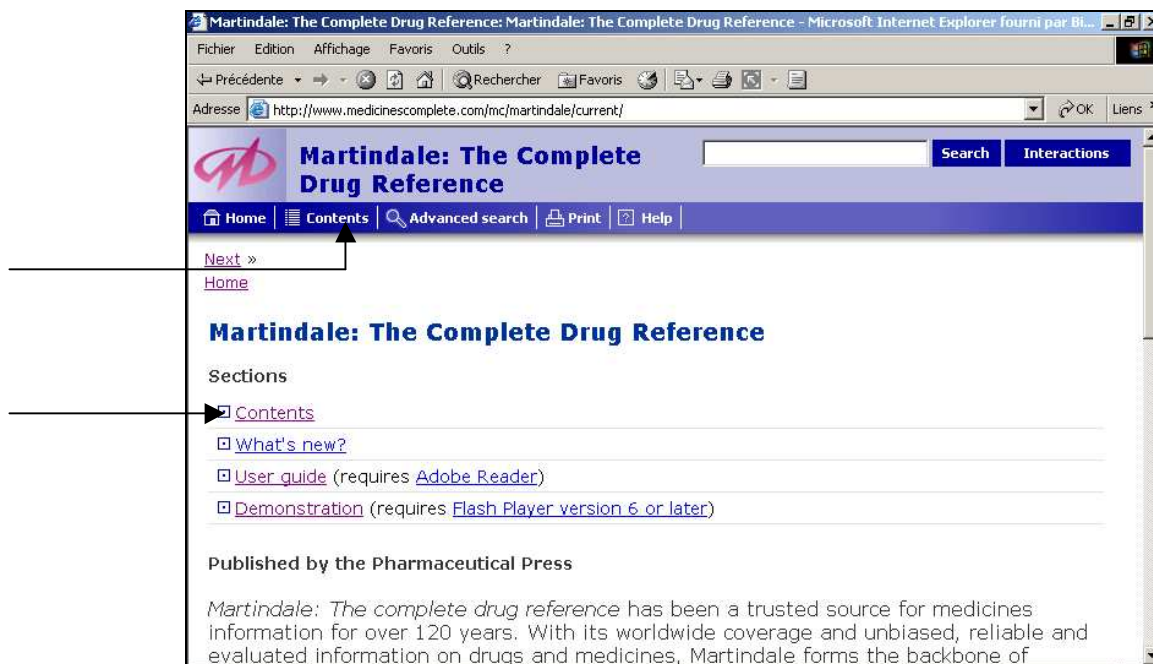 Martindale: The Complete Drug Reference: Martindale: The Complete Drug Reference - Microsoft Internet Explorer fourni par Bi...
Fichier Edition Affichage Favoris Outils ?
Précédente Rechercher Favoris
Adresse http://www.medicinescomplete.com/mc/martindale/current/ OK Liens »
Martindale: The Complete
Drug Reference
Search Interactions
Home Contents Advanced search Print Help
Next »
Home
Martindale: The Complete Drug Reference
Sections
Contents
What's new?
User guide (requires Adobe Reader)
Demonstration (requires Flash Player version 6 or later)
Published by the Pharmaceutical Press
Martindale: The complete drug reference has been a trusted source for medicines
information for over 120 years. With its worldwide coverage and unbiased, reliable and
evaluated information on drugs and medicines, Martindale forms the backbone of